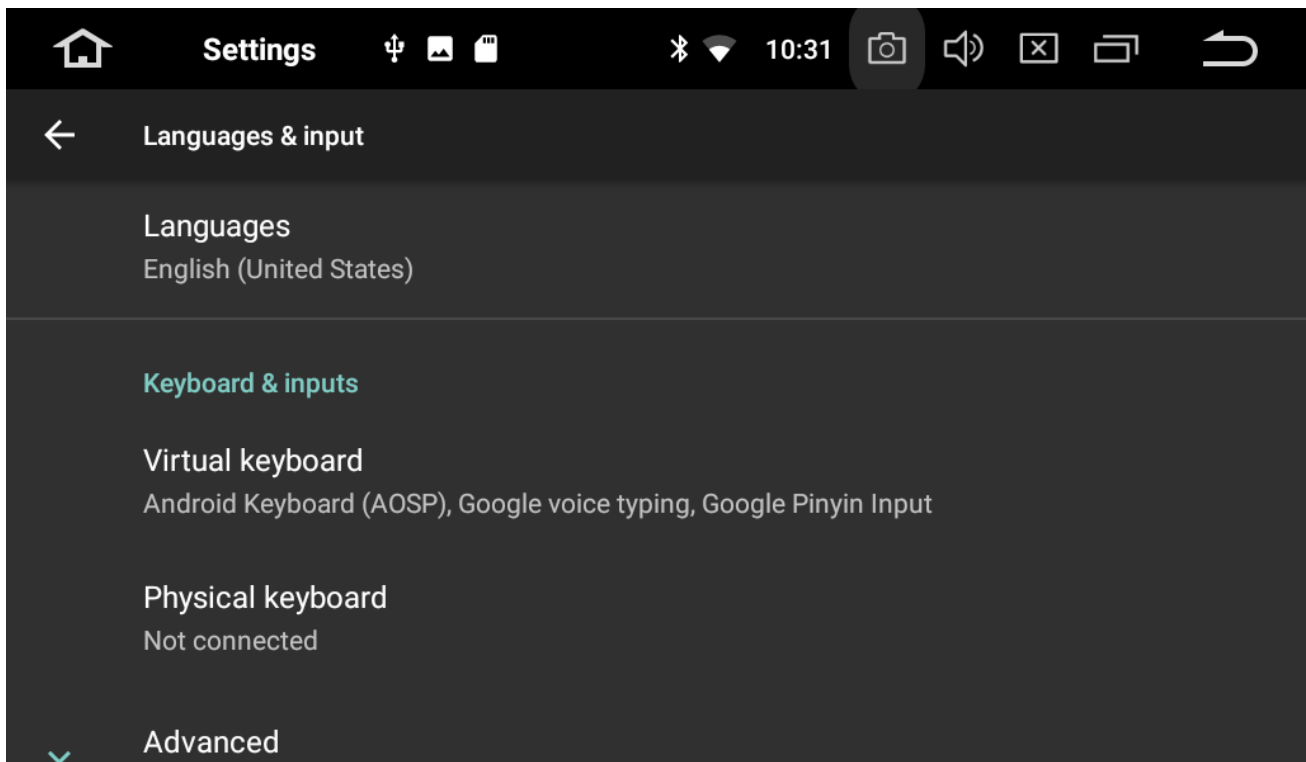 Settings 10:31
Languages & input
Languages
English (United States)
Keyboard & inputs
Virtual keyboard
Android Keyboard (AOSP), Google voice typing, Google Pinyin Input
Physical keyboard
Not connected
Advanced